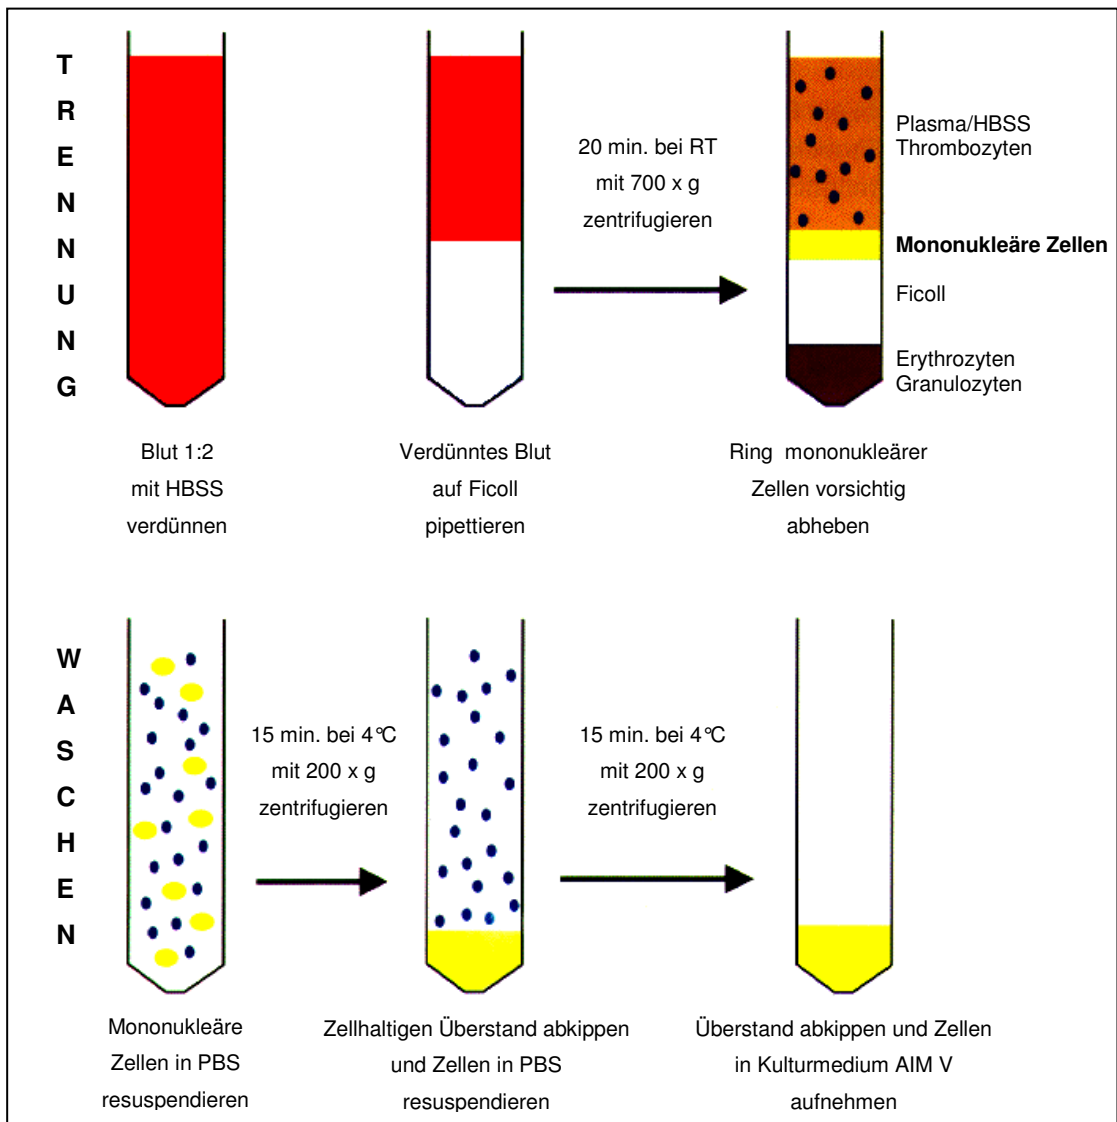 TRENNUNG
20 min. bei RT
mit 700 x g
zentrifugieren
Plasma/HBSS
Thrombozyten
Mononukleäre Zellen
Ficoll
Erythrozyten
Granulozyten
Blut 1:2
mit HBSS
verdünnen
Verdünntes Blut
auf Ficoll
pipettieren
Ring mononukleärer
Zellen vorsichtig
abheben
WASCHEN
15 min. bei 4°C
mit 200 x g
zentrifugieren
15 min. bei 4°C
mit 200 x g
zentrifugieren
Mononukleäre
Zellen in PBS
resuspendieren
Zellhaltigen Überstand abkippen
und Zellen in PBS
resuspendieren
Überstand abkippen und Zellen
in Kulturmedium AIM V
aufnehmen